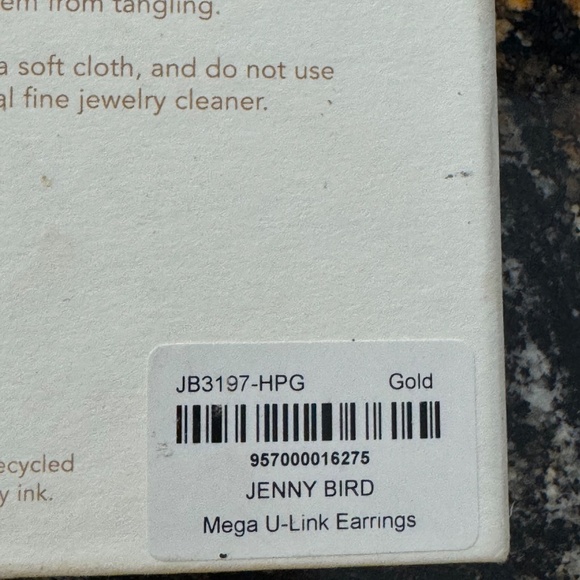 em from tangling.
a soft cloth, and do not use
al fine jewelry cleaner.
JB3197-HPG Gold
957000016275
JENNY BIRD
Mega U-Link Earrings
ecycled
y ink.